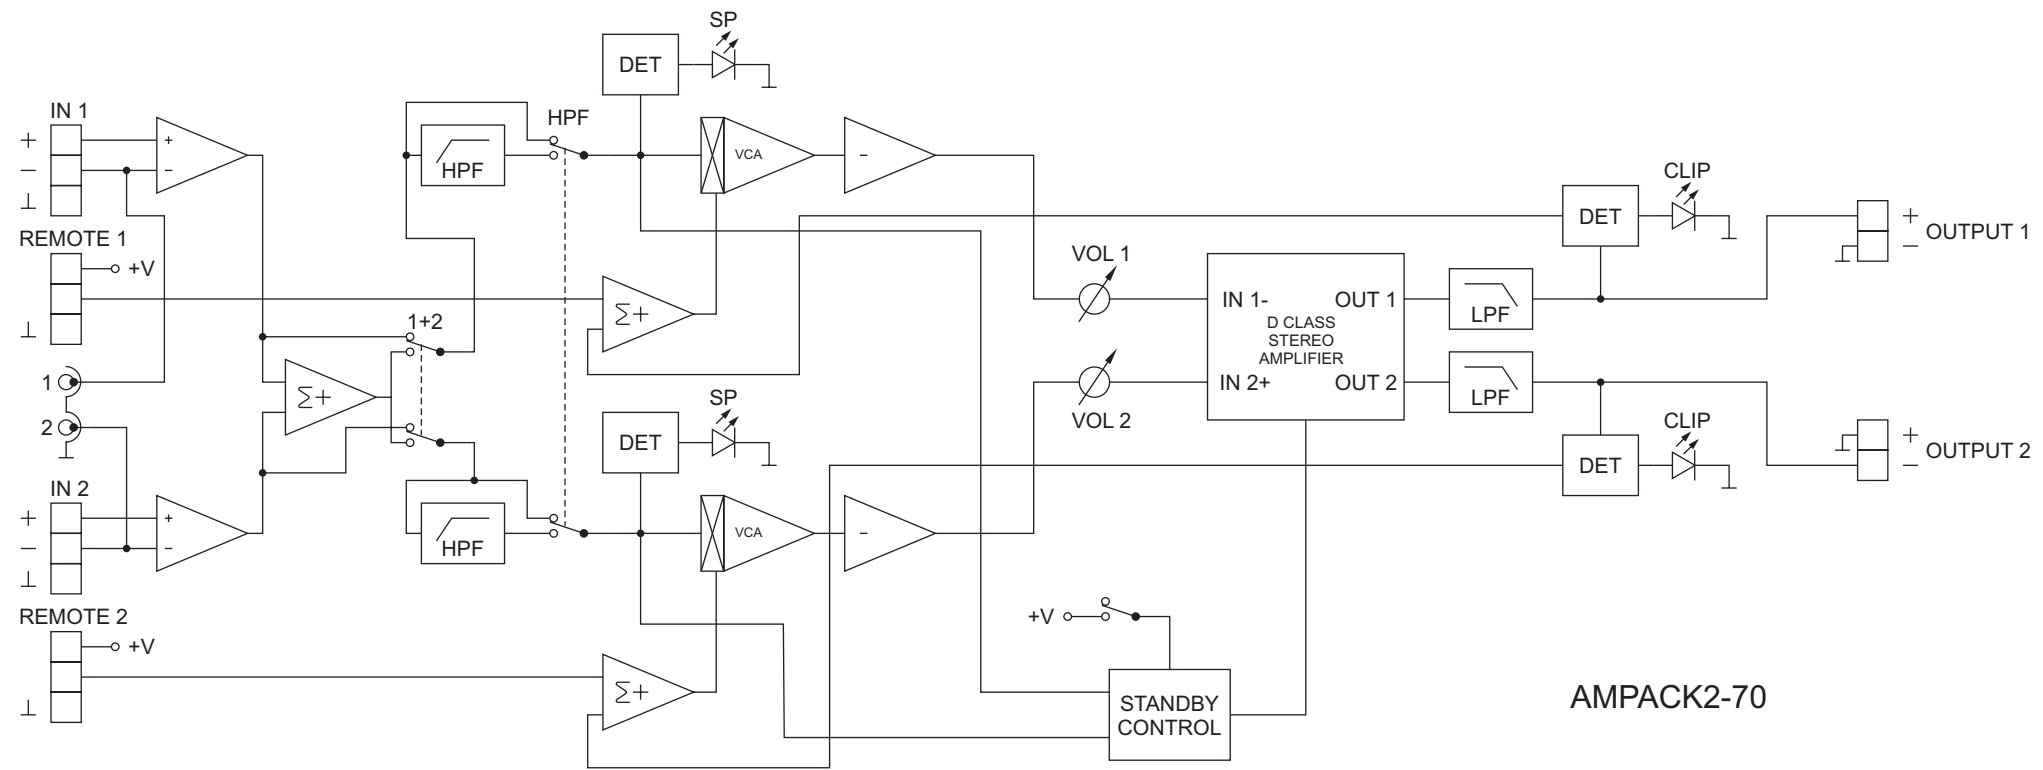 SP
DET
IN 1
HPF
+
+
−
−
HPF
VCA
−
⊥
CLIP
DET
REMOTE 1
+V
+
OUTPUT 1
−
VOL 1
Σ+
IN 1-
OUT 1
LPF
D CLASS
STEREO
AMPLIFIER
⊥
1+2
1
Σ+
IN 2+
OUT 2
LPF
SP
VOL 2
2
DET
CLIP
+
OUTPUT 2
−
DET
IN 2
+
+
−
−
HPF
VCA
−
⊥
REMOTE 2
+V
+V
Σ+
⊥
STANDBY
CONTROL
AMPACK2-70